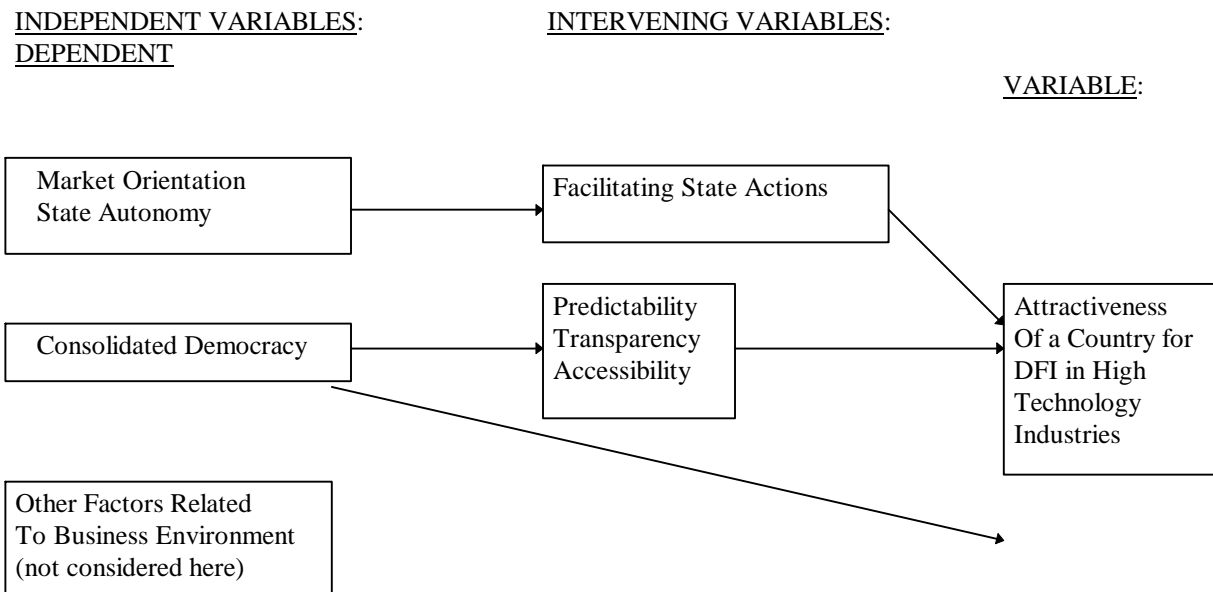 INDEPENDENT VARIABLES:
DEPENDENT
INTERVENING VARIABLES:
VARIABLE:
Market Orientation
State Autonomy
Facilitating State Actions
Consolidated Democracy
Predictability
Transparency
Accessibility
Attractiveness
Of a Country for
DFI in High
Technology
Industries
Other Factors Related
To Business Environment
(not considered here)